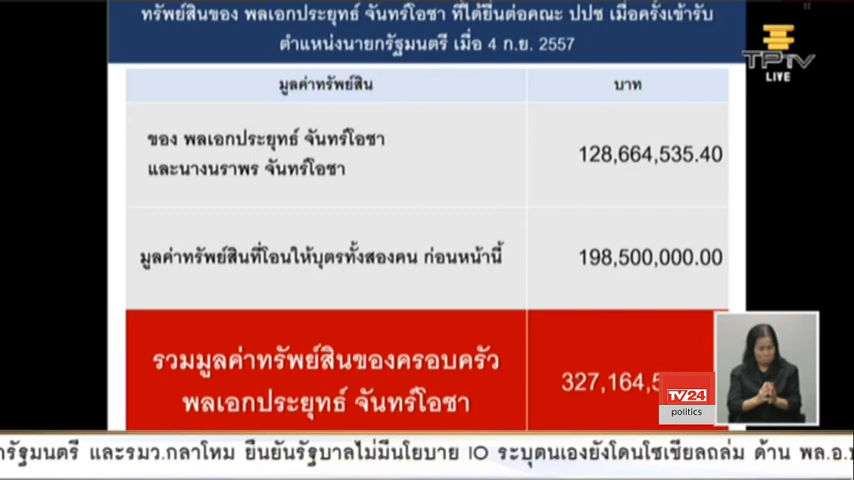 ทรัพย์สินของ พลเอกประยุทธ์ จันทร์โอชา ที่ได้ยื่นต่อคณะ ปปช เมื่อครั้งเข้ารับ
ตำแหน่งนายกรัฐมนตรี เมื่อ 4 ก.ย. 2557
TPTV
LIVE
มูลค่าทรัพย์สิน บาท
ของ พลเอกประยุทธ์ จันทร์โอชา
และนางนราพร จันทร์โอชา
128,664,535.40
มูลค่าทรัพย์สินที่โอนให้บุตรทั้งสองคน ก่อนหน้านี้ 198,500,000.00
รวมมูลค่าทรัพย์สินของครอบครัว
พลเอกประยุทธ์ จันทร์โอชา
327,164,5
TV24
politics
กรัฐมนตรี และรมว.กลาโหม ยืนยันรัฐบาลไม่มีนโยบาย IO ระบุตนเองยังโดนโซเชียลถล่ม ด้าน พล.อ.